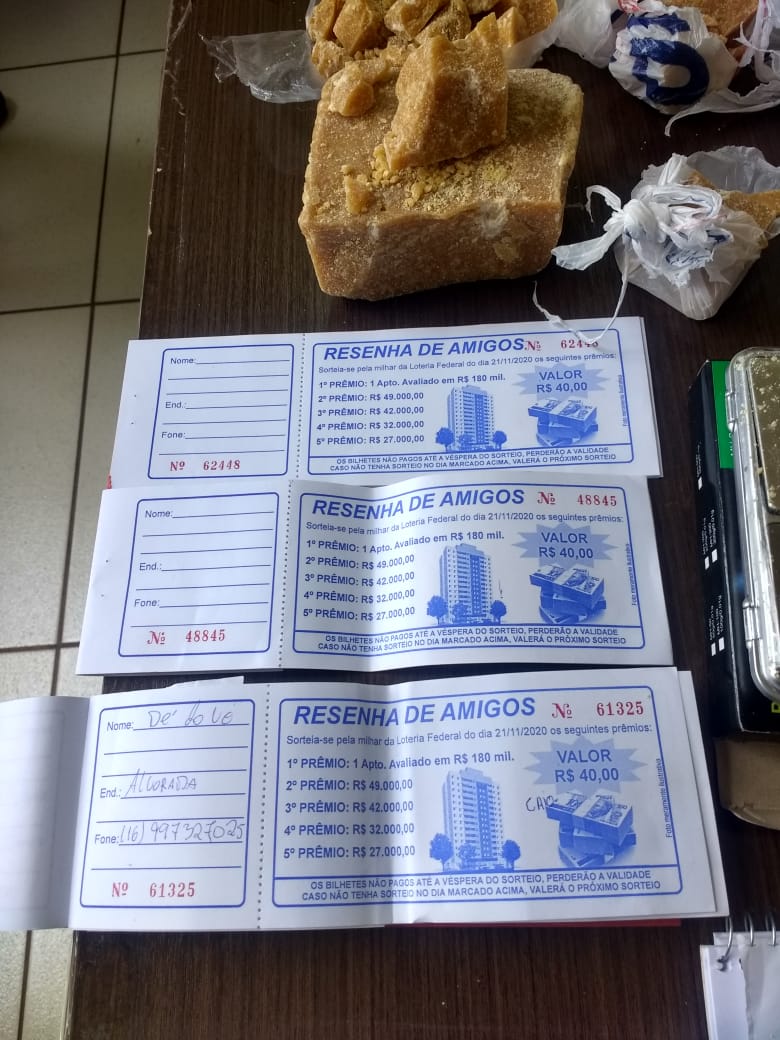 Nome:
End.:
Fone:
Nº 62448
RESENHA DE AMIGOS Nº 62448
Sorteia-se pela milhar da Loteria Federal do dia 21/11/2020 os seguintes prêmios:
1º PRÊMIO: 1 Apto. Avaliado em R$ 180 mil.
2º PRÊMIO: R$ 49.000,00
3º PRÊMIO: R$ 42.000,00
4º PRÊMIO: R$ 32.000,00
5º PRÊMIO: R$ 27.000,00
VALOR
R$ 40,00
Foto meramente ilustrativa
OS BILHETES NÃO PAGOS ATÉ A VÉSPERA DO SORTEIO, PERDERÃO A VALIDADE
CASO NÃO TENHA SORTEIO NO DIA MARCADO ACIMA, VALERÁ O PRÓXIMO SORTEIO
Nome:
End.:
Fone:
Nº 48845
RESENHA DE AMIGOS Nº 48845
Sorteia-se pela milhar da Loteria Federal do dia 21/11/2020 os seguintes prêmios:
1º PRÊMIO: 1 Apto. Avaliado em R$ 180 mil.
2º PRÊMIO: R$ 49.000,00
3º PRÊMIO: R$ 42.000,00
4º PRÊMIO: R$ 32.000,00
5º PRÊMIO: R$ 27.000,00
VALOR
R$ 40,00
Foto meramente ilustrativa
OS BILHETES NÃO PAGOS ATÉ A VÉSPERA DO SORTEIO, PERDERÃO A VALIDADE
CASO NÃO TENHA SORTEIO NO DIA MARCADO ACIMA, VALERÁ O PRÓXIMO SORTEIO
Nome: Dé do
End.: ALVORADA
Fone: (16) 997327025
Nº 61325
RESENHA DE AMIGOS Nº 61325
Sorteia-se pela milhar da Loteria Federal do dia 21/11/2020 os seguintes prêmios:
1º PRÊMIO: 1 Apto. Avaliado em R$ 180 mil.
2º PRÊMIO: R$ 49.000,00
3º PRÊMIO: R$ 42.000,00
4º PRÊMIO: R$ 32.000,00
5º PRÊMIO: R$ 27.000,00
VALOR
R$ 40,00
Foto meramente ilustrativa
OS BILHETES NÃO PAGOS ATÉ A VÉSPERA DO SORTEIO, PERDERÃO A VALIDADE
CASO NÃO TENHA SORTEIO NO DIA MARCADO ACIMA, VALERÁ O PRÓXIMO SORTEIO